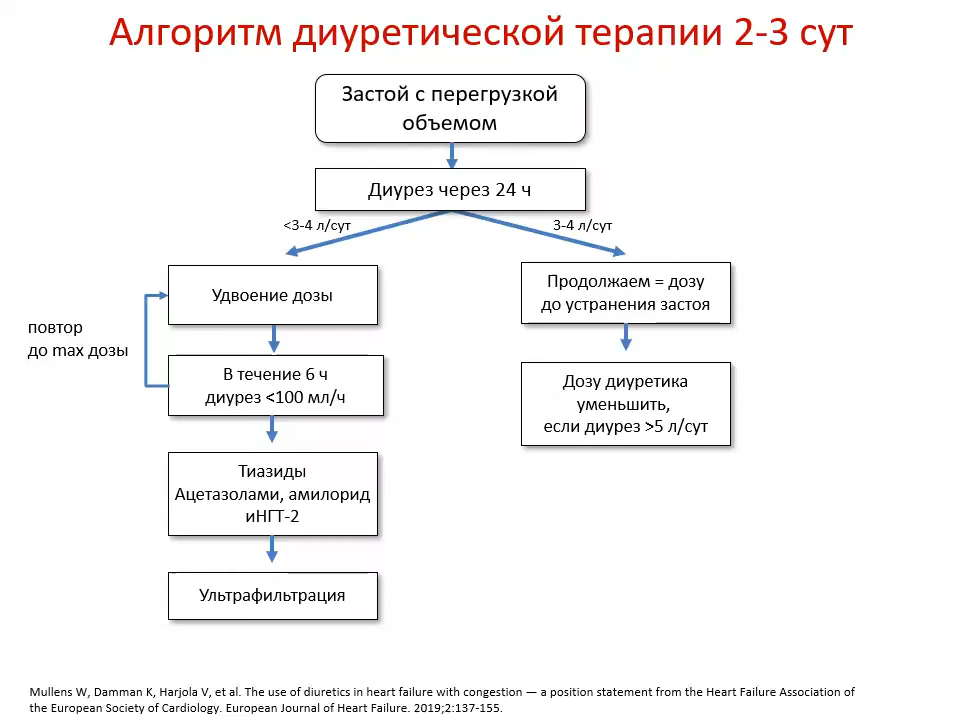 Алгоритм диуретической терапии 2-3 сут
Застой с перегрузкой
объемом
Диурез через 24 ч
<3-4 л/сут
3-4 л/сут
Удвоение дозы
Продолжаем = дозу
до устранения застоя
повтор
до max дозы
В течение 6 ч
диурез <100 мл/ч
Дозу диуретика
уменьшить,
если диурез >5 л/сут
Тиазиды
Ацетазолами, амилорид
иНГТ-2
Ультрафильтрация
Mullens W, Damman K, Harjola V, et al. The use of diuretics in heart failure with congestion — a position statement from the Heart Failure Association of
the European Society of Cardiology. European Journal of Heart Failure. 2019;2:137-155.